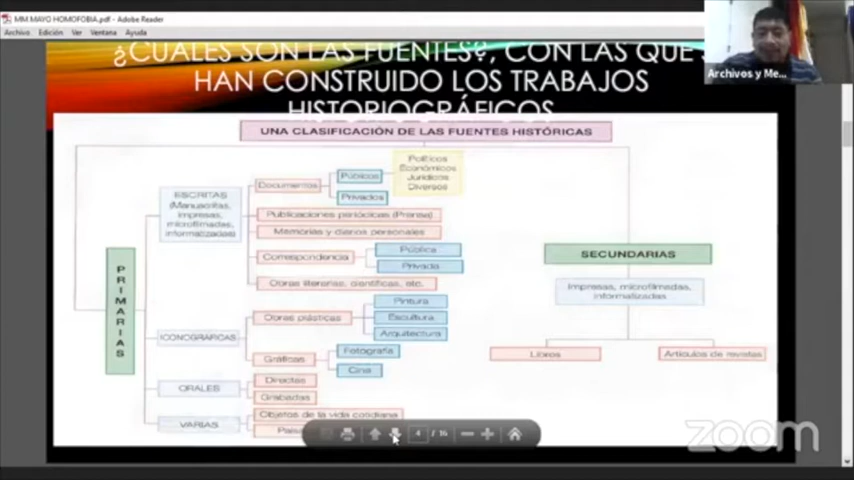 MM.MAYO HOMOFOBIA.pdf - Adobe Reader
Archivo Edición Ver Ventana Ayuda
Archivos y Me...
¿CUALES SON LAS FUENTES?, CON LAS QUE
HAN CONSTRUIDO LOS TRABAJOS
HISTORIOGRÁFICOS
UNA CLASIFICACIÓN DE LAS FUENTES HISTÓRICAS
PRIMARIAS
ESCRITAS
(Manuscritas,
impresas,
microfilmadas,
informatizadas)
Documentos
Públicos
Políticos
Económicos
Jurídicos
Diversos
Privados
Publicaciones periódicas (Prensa)
Memorias y diarios personales
Correspondencia
Pública
Privada
Obras literarias, científicas, etc.
ICONOGRÁFICAS
Obras plásticas
Pintura
Escultura
Arquitectura
Gráficas
Fotografía
Cine
ORALES
Directas
Grabadas
VARIAS
Objetos de la vida cotidiana
SECUNDARIAS
Impresas, microfilmadas,
informatizadas
Libros
Artículos de revistas
4 / 16
zoom